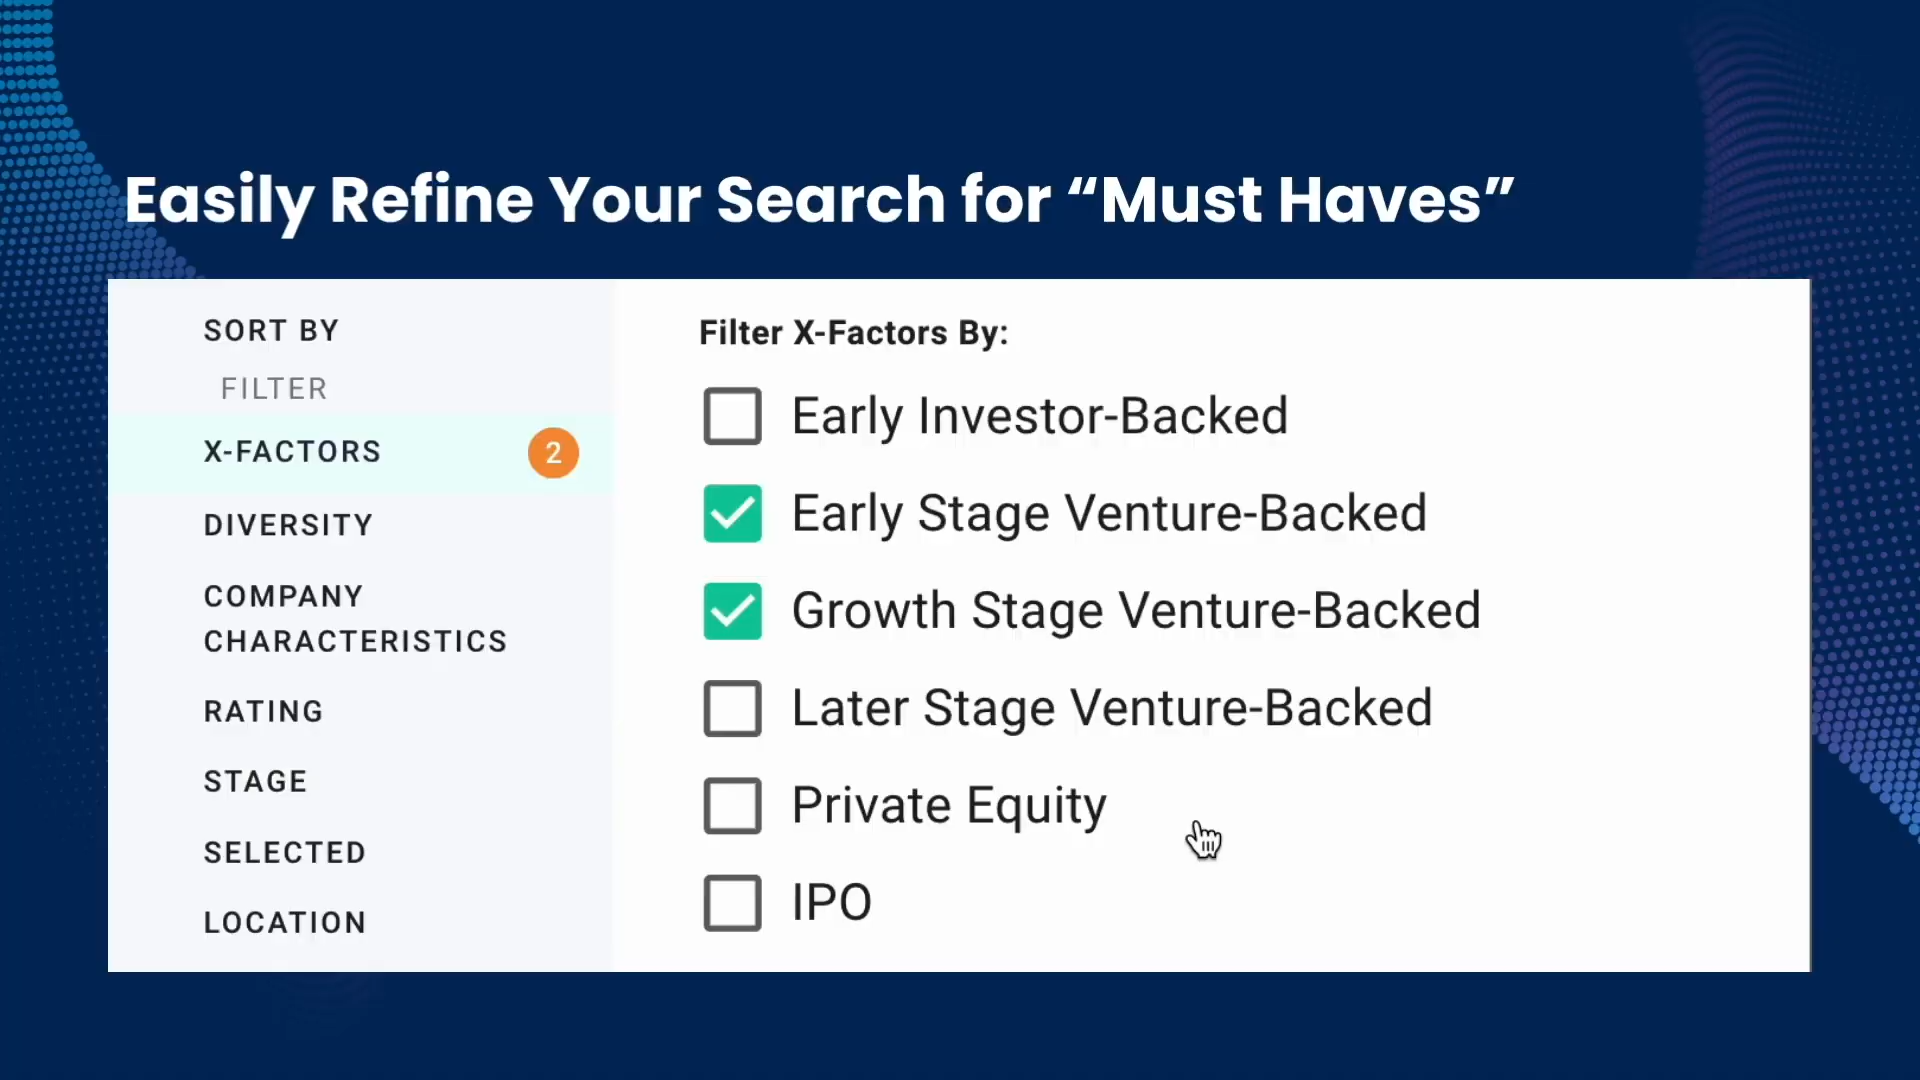 Easily Refine Your Search for “Must Haves”
SORT BY
FILTER
X-FACTORS 2
DIVERSITY
COMPANY
CHARACTERISTICS
RATING
STAGE
SELECTED
LOCATION
Filter X-Factors By:
Early Investor-Backed
Early Stage Venture-Backed
Growth Stage Venture-Backed
Later Stage Venture-Backed
Private Equity
IPO